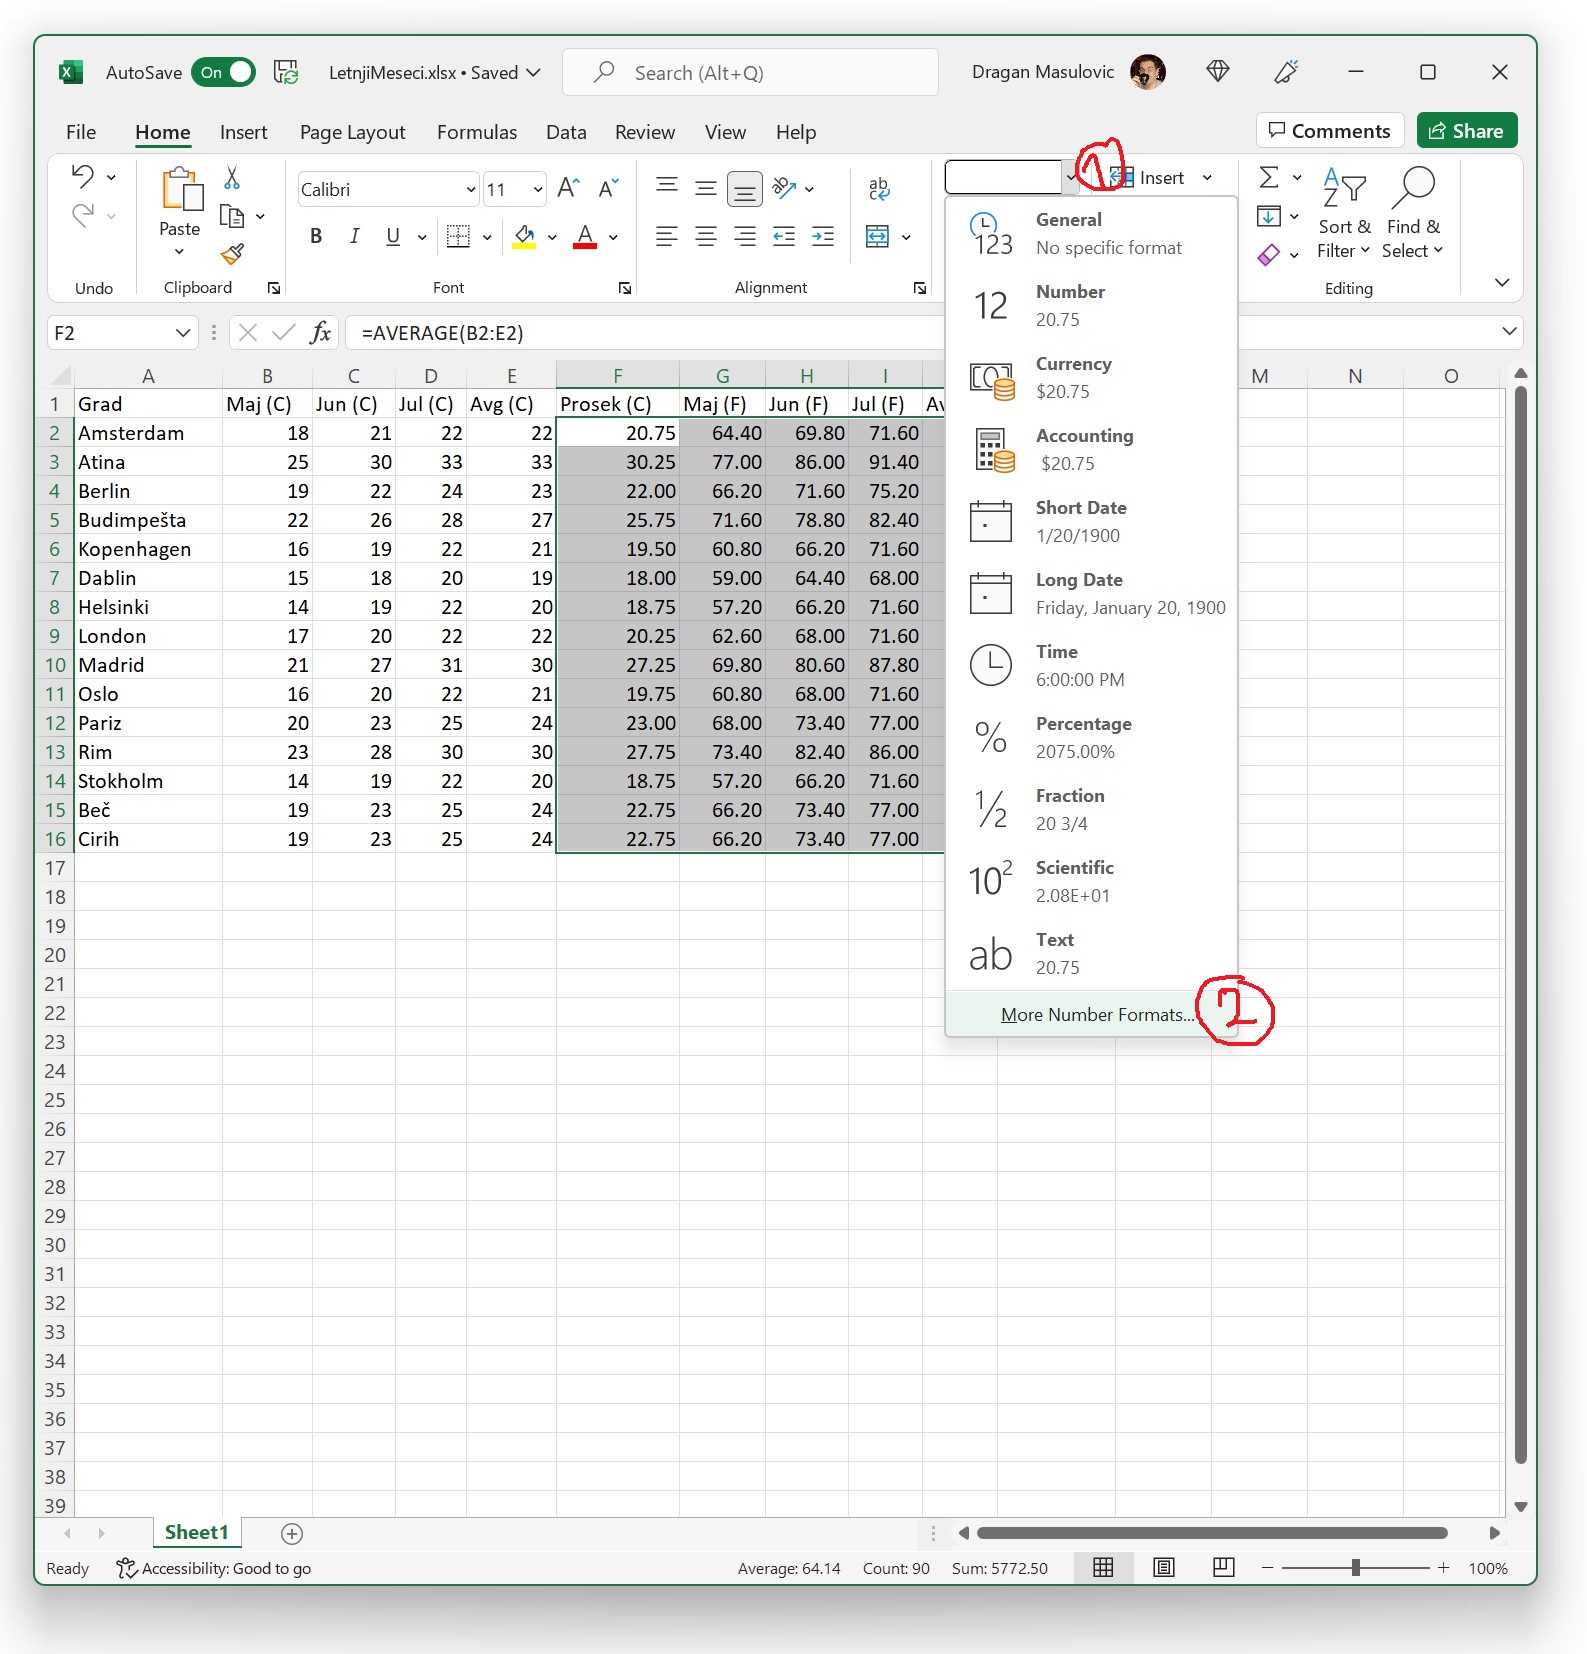 AutoSave On LetnjiMeseci.xlsx • Saved Search (Alt+Q) Dragan Masulovic
File Home Insert Page Layout Formulas Data Review View Help Comments Share
Calibri 11 ab 1 Insert
Paste B I U A Sort & Filter Find & Select
Undo Clipboard Font Alignment Editing
General
No specific format
Number
20.75
Currency
$20.75
Accounting
$20.75
Short Date
1/20/1900
Long Date
Friday, January 20, 1900
Time
6:00:00 PM
Percentage
2075.00%
Fraction
20 3/4
Scientific
2.08E+01
Text
20.75
More Number Formats... 2
F2 fx =AVERAGE(B2:E2)
A B C D E F G H I M N O
1 Grad Maj (C) Jun (C) Jul (C) Avg (C) Prosek (C) Maj (F) Jun (F) Jul (F) Av
2 Amsterdam 18 21 22 22 20.75 64.40 69.80 71.60
3 Atina 25 30 33 33 30.25 77.00 86.00 91.40
4 Berlin 19 22 24 23 22.00 66.20 71.60 75.20
5 Budimpešta 22 26 28 27 25.75 71.60 78.80 82.40
6 Kopenhagen 16 19 22 21 19.50 60.80 66.20 71.60
7 Dablin 15 18 20 19 18.00 59.00 64.40 68.00
8 Helsinki 14 19 22 20 18.75 57.20 66.20 71.60
9 London 17 20 22 22 20.25 62.60 68.00 71.60
10 Madrid 21 27 31 30 27.25 69.80 80.60 87.80
11 Oslo 16 20 22 21 19.75 60.80 68.00 71.60
12 Pariz 20 23 25 24 23.00 68.00 73.40 77.00
13 Rim 23 28 30 30 27.75 73.40 82.40 86.00
14 Stokholm 14 19 22 20 18.75 57.20 66.20 71.60
15 Beč 19 23 25 24 22.75 66.20 73.40 77.00
16 Cirih 19 23 25 24 22.75 66.20 73.40 77.00
17
18
19
20
21
22
23
24
25
26
27
28
29
30
31
32
33
34
35
36
37
38
39
Sheet1
Ready Accessibility: Good to go Average: 64.14 Count: 90 Sum: 5772.50 100%